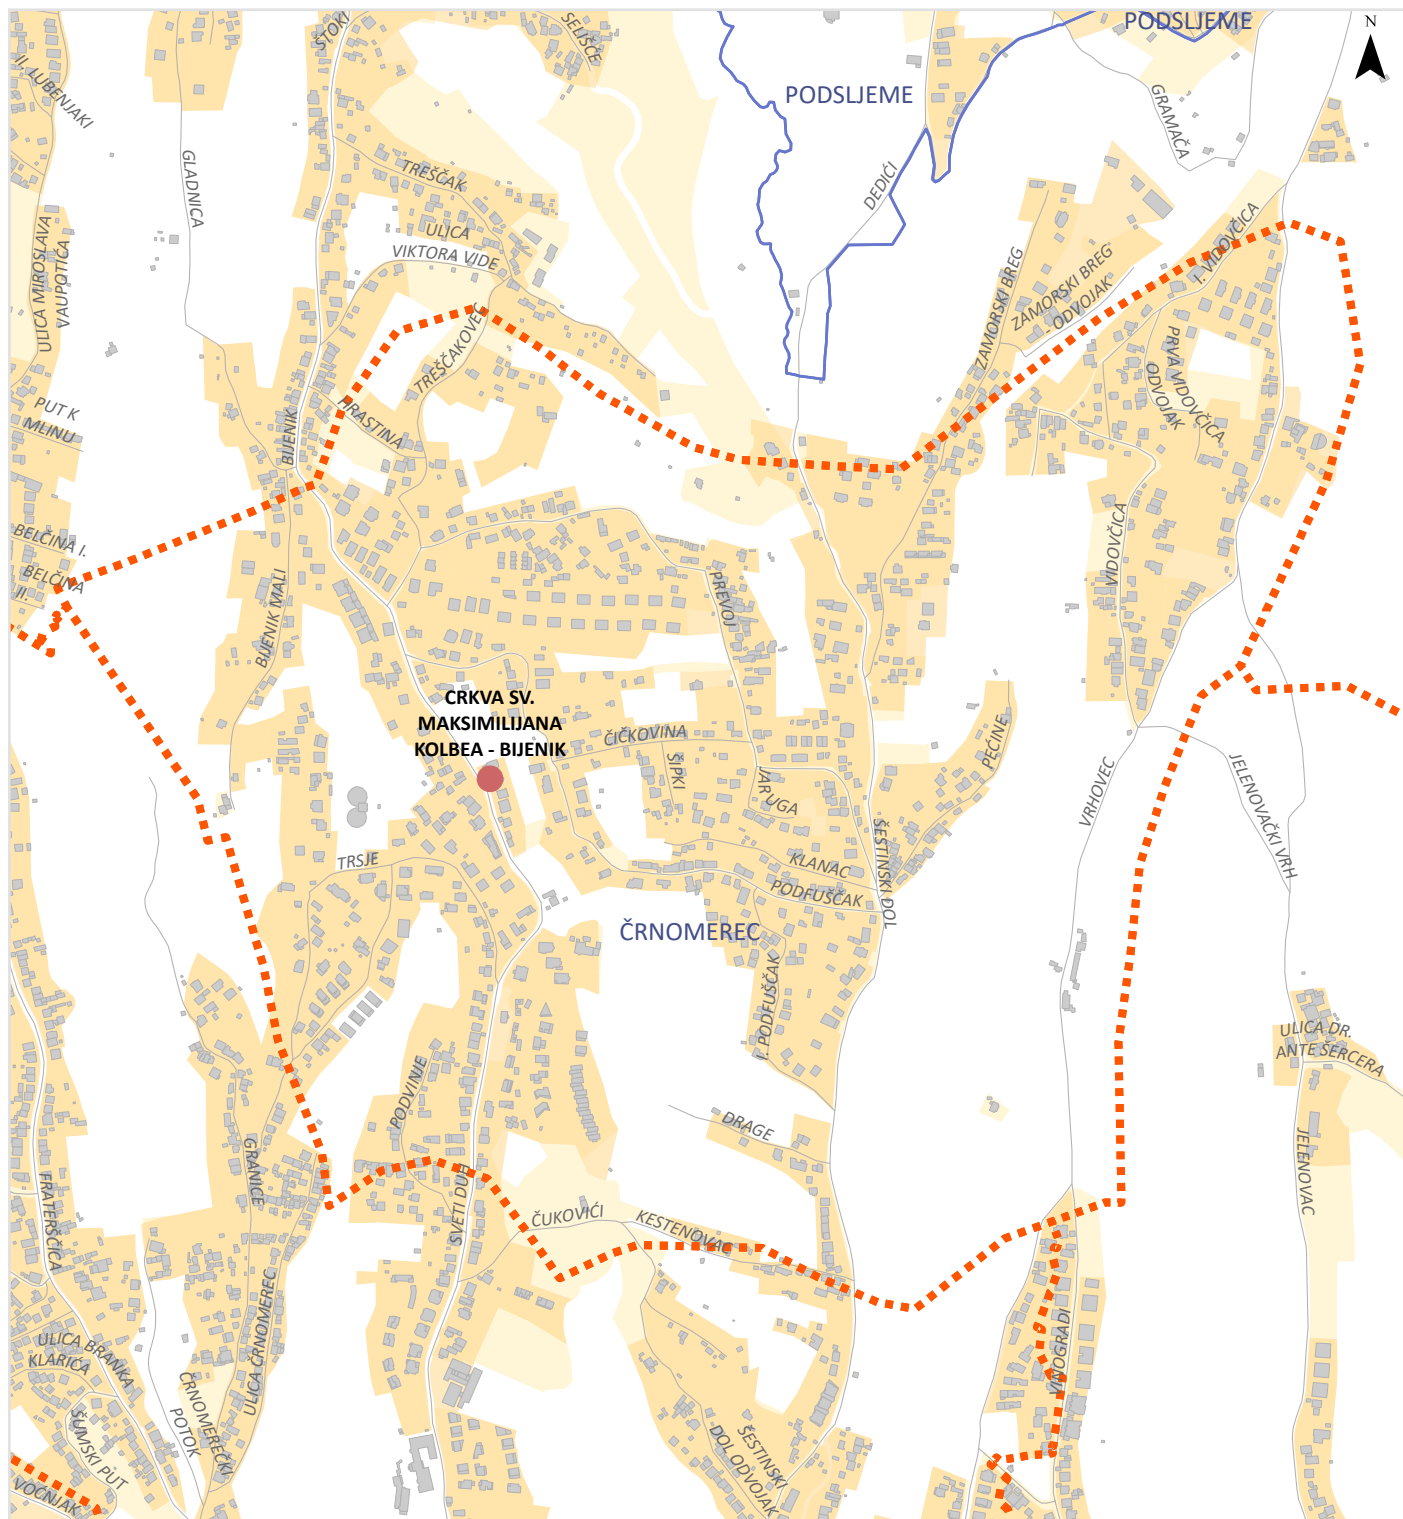 PODSLJEME
N
ŠTOKI
SELIŠĆE
II. LUBENJAKI
PODSLJEME
GRAMAČA
GLADNICA
TREŠČAK
DEDIĆI
ULICA MIROSLAVA
VAUPOTIĆA
ULICA
VIKTORA VIDE
I. VIDOVČICA
ZAMORSKI BREG
ZAMORSKI BREG
- ODVOJAK
TREŠČAKOVEC
PRVA VIDOVČICA
ODVOJAK
PUT K
MLINU
HRASTINA
BIJENIK
BELČINA I.
BELČINA
II.
VIDOVČICA
PREVOJ
BIJENIK MALI
CRKVA SV.
MAKSIMILIJANA
KOLBEA - BIJENIK
ČIČKOVINA
ŠIPKI
JARUGA
PEĆINE
VRHOVEC
JELENOVAČKI VRH
TRSJE
KLANAC
PODFUŠČAK
ŠESTINSKI DOL
ČRNOMEREC
I. PODFUŠČAK
ULICA DR.
ANTE ŠERCERA
PODVINJE
DRAGE
GRANICE
JELENOVAC
FRATERŠČICA
SVETI DUH
ČUKOVIĆI
KESTENOVAC
ULICA ČRNOMEREC
VINOGRADI
ULICA BRANKA
KLARIĆA
ČRNOMEREČKI
POTOK
ŠUMSKI PUT
VOĆNJAK
ŠESTINSKI
DOL ODVOJAK